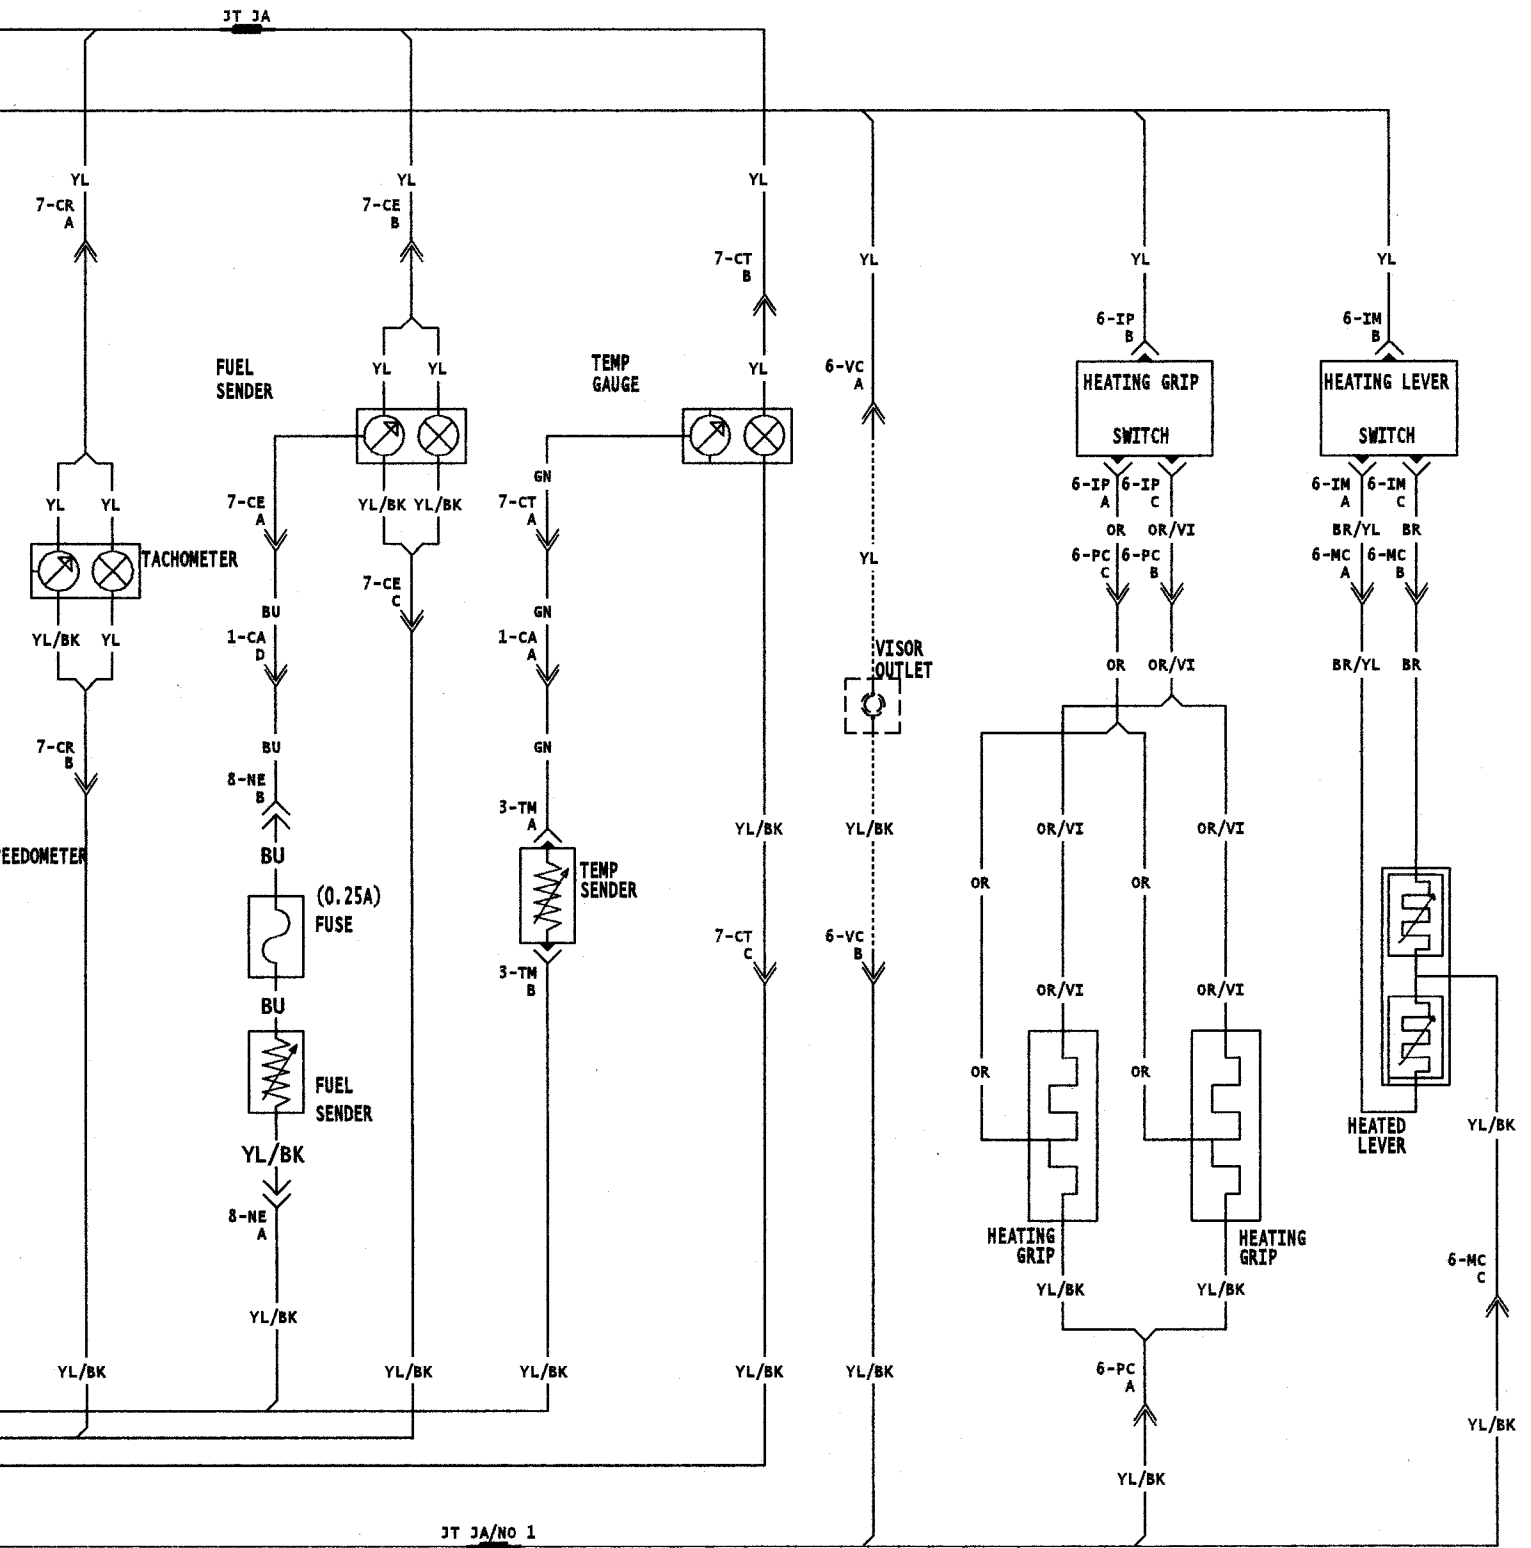 JT JA
YL
YL
YL
7-CR
A
7-CE
B
7-CT
B
YL
YL
YL
6-IP
B
6-IM
B
FUEL
SENDER
YL
YL
TEMP
GAUGE
YL
6-VC
A
HEATING GRIP
SWITCH
HEATING LEVER
SWITCH
GN
7-CE
A
YL/BK
YL/BK
7-CT
A
6-IP
A
6-IP
C
6-IM
A
6-IM
C
YL
YL
OR
OR/VI
BR/YL
BR
TACHOMETER
YL
6-PC
C
6-PC
B
6-MC
A
6-MC
B
7-CE
C
BU
GN
YL/BK
YL
1-CA
D
1-CA
A
VISOR
OUTLET
OR
OR/VI
BR/YL
BR
7-CR
B
BU
GN
8-NE
B
3-TM
A
YL/BK
YL/BK
OR/VI
OR/VI
EEDOMETER
BU
TEMP
SENDER
OR
OR
(0.25A)
FUSE
7-CT
C
6-VC
B
3-TM
B
BU
OR/VI
OR/VI
FUEL
SENDER
OR
OR
HEATED
LEVER
YL/BK
YL/BK
8-NE
A
HEATING
GRIP
HEATING
GRIP
6-MC
C
YL/BK
YL/BK
YL/BK
YL/BK
YL/BK
YL/BK
YL/BK
YL/BK
6-PC
A
YL/BK
YL/BK
YL/BK
JT JA/NO 1